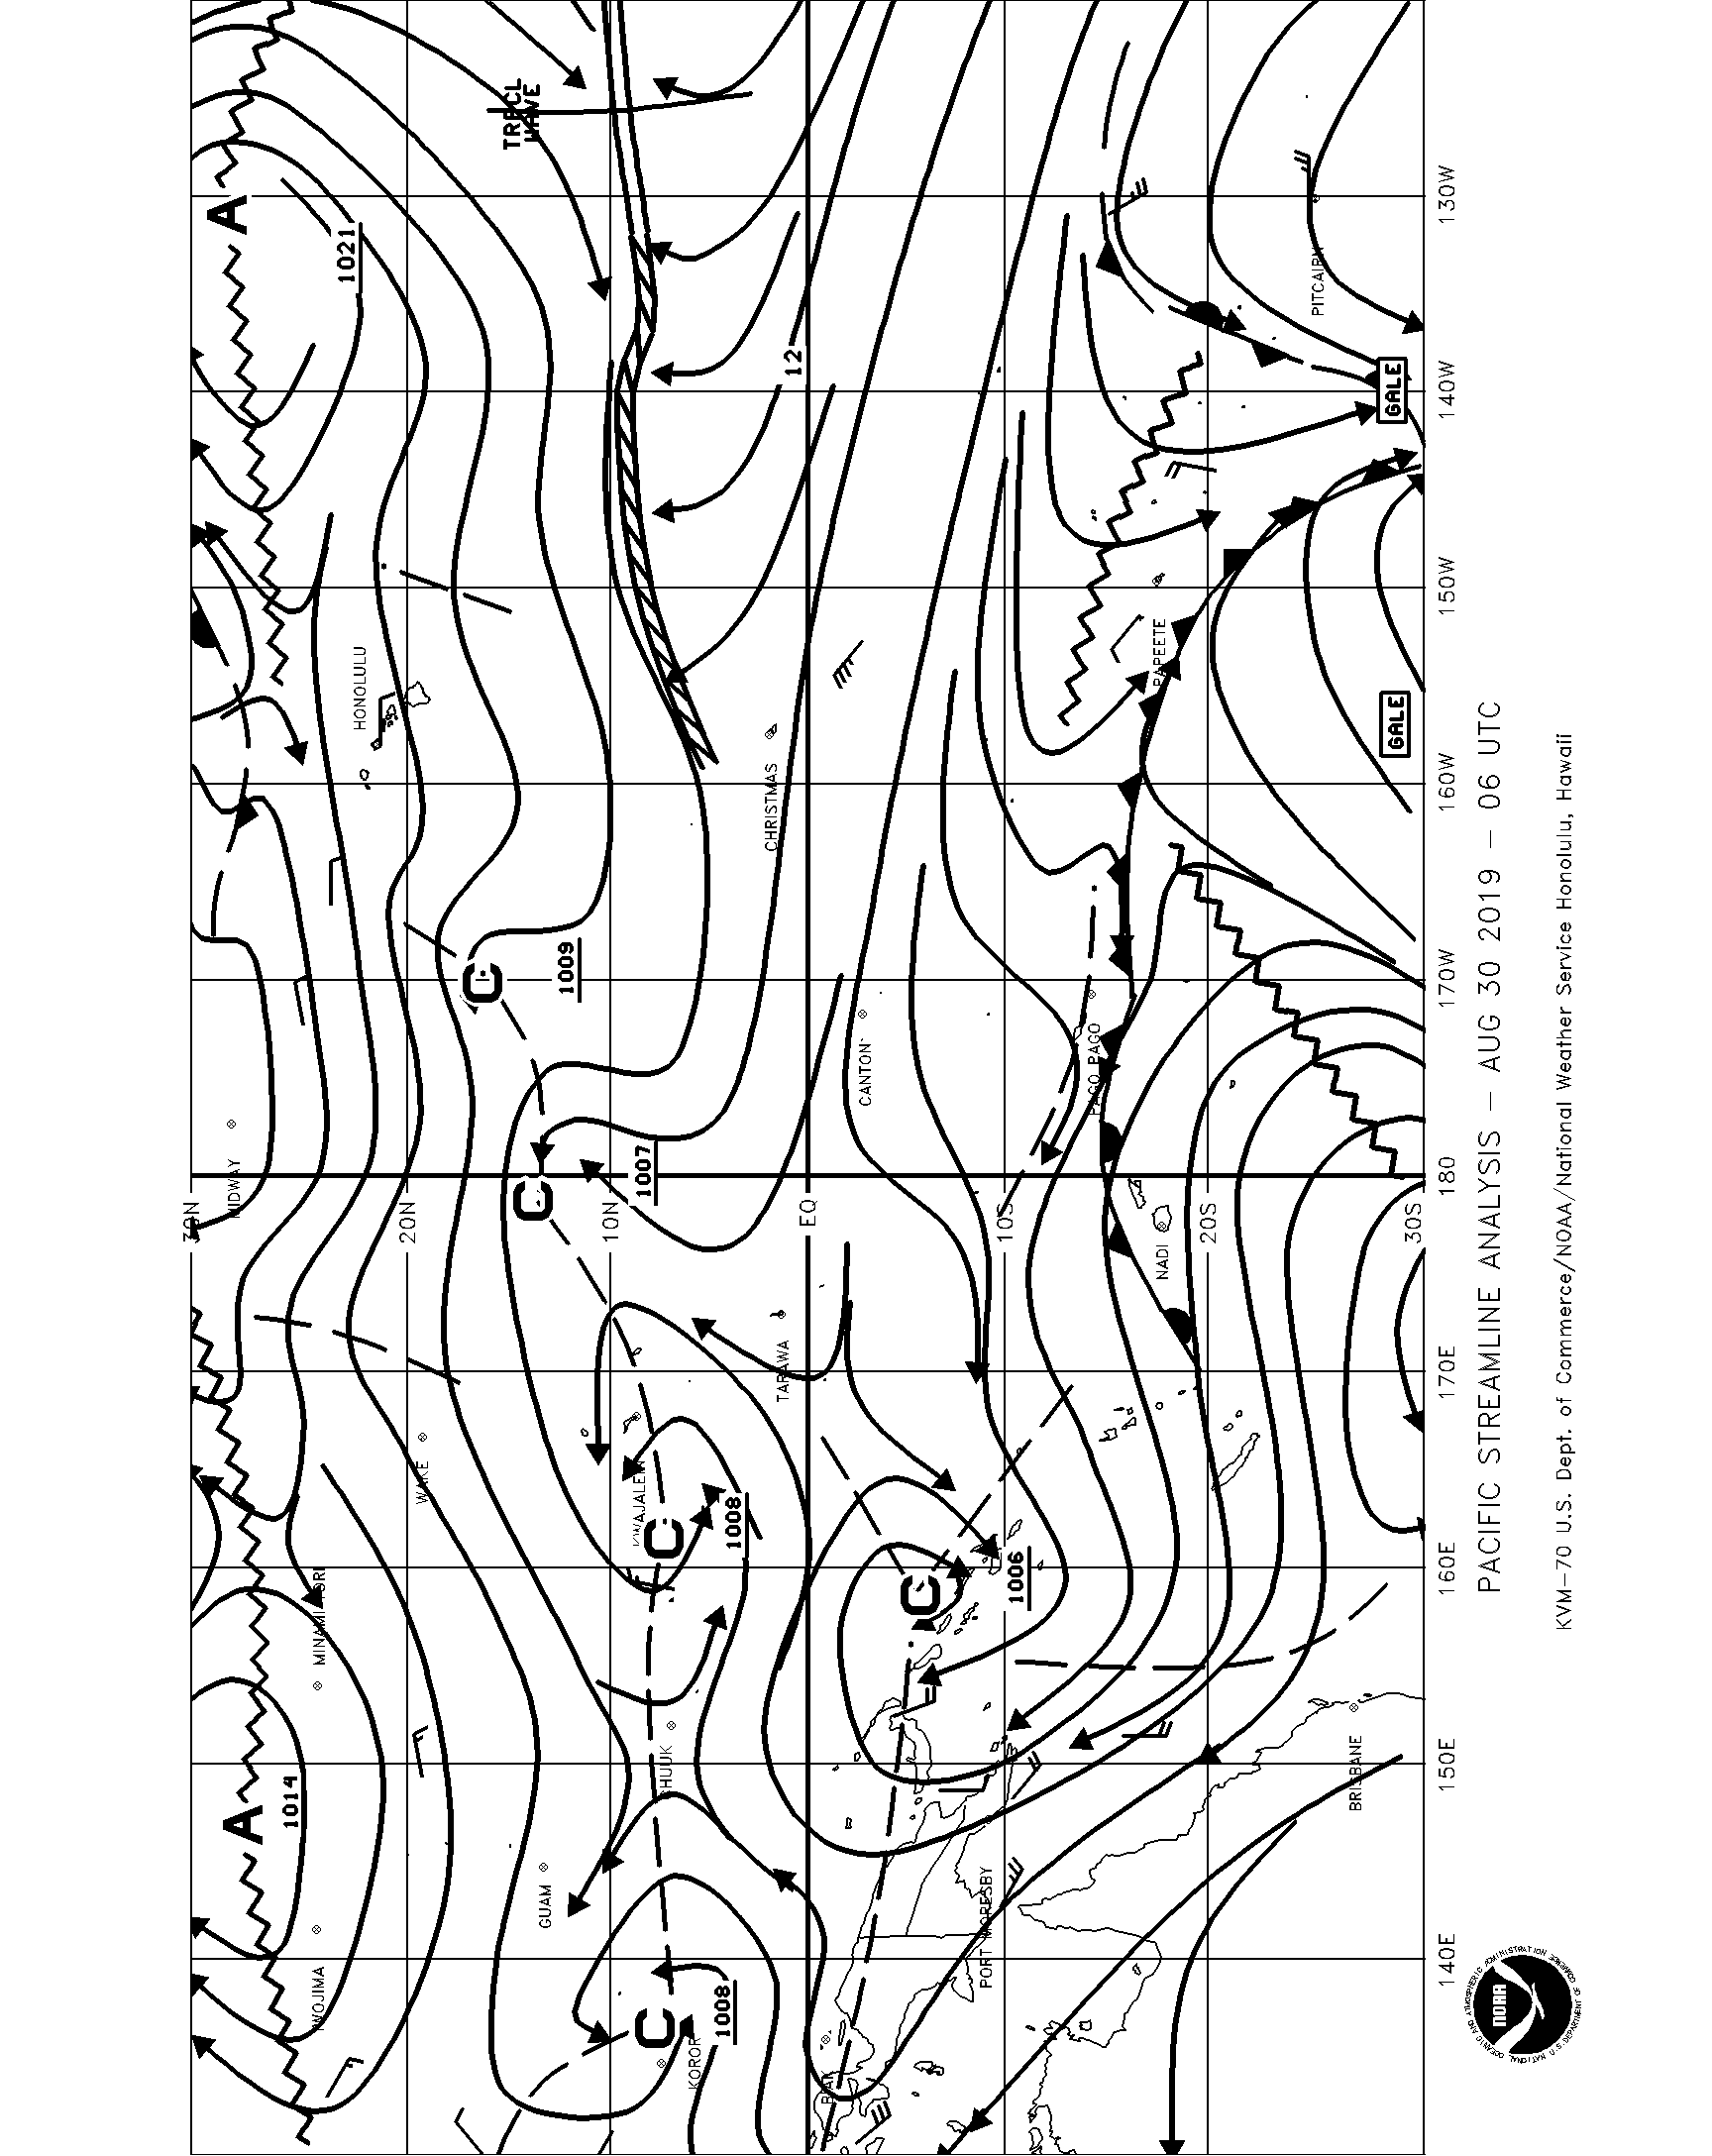 A
1021
TROPCL
WAVE
12
130W
PITCAIRN
GALE
140W
150W
HONOLULU
PAPEETE
GALE
CHRISTMAS
160W
C
1009
170W
CANTON
PAGO PAGO
MIDWAY
C
1007
30N
20N
10N
EQ
10S
20S
30S
180
NADI
TARAWA
170E
WAKE
KWAJALEIN
C
1008
MINAMI TORI
C
1006
160E
A
1014
CHUUK
150E
BRISBANE
GUAM
PORT MORESBY
140E
IWOJIMA
C
1008
KOROR
BIAK
PACIFIC STREAMLINE ANALYSIS - AUG 30 2019 - 06 UTC
KVM-70 U.S. Dept. of Commerce/NOAA/National Weather Service Honolulu, Hawaii
NOAA
NATIONAL OCEANIC AND ATMOSPHERIC ADMINISTRATION
U.S. DEPARTMENT OF COMMERCE